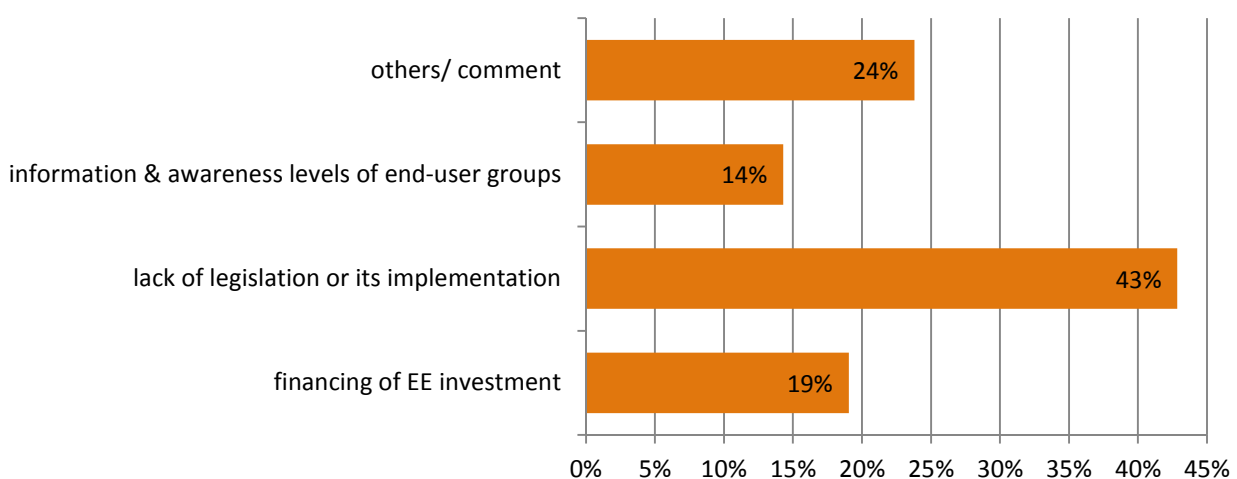 others/ comment
24%
information & awareness levels of end-user groups
14%
lack of legislation or its implementation
43%
financing of EE investment
19%
0% 5% 10% 15% 20% 25% 30% 35% 40% 45%